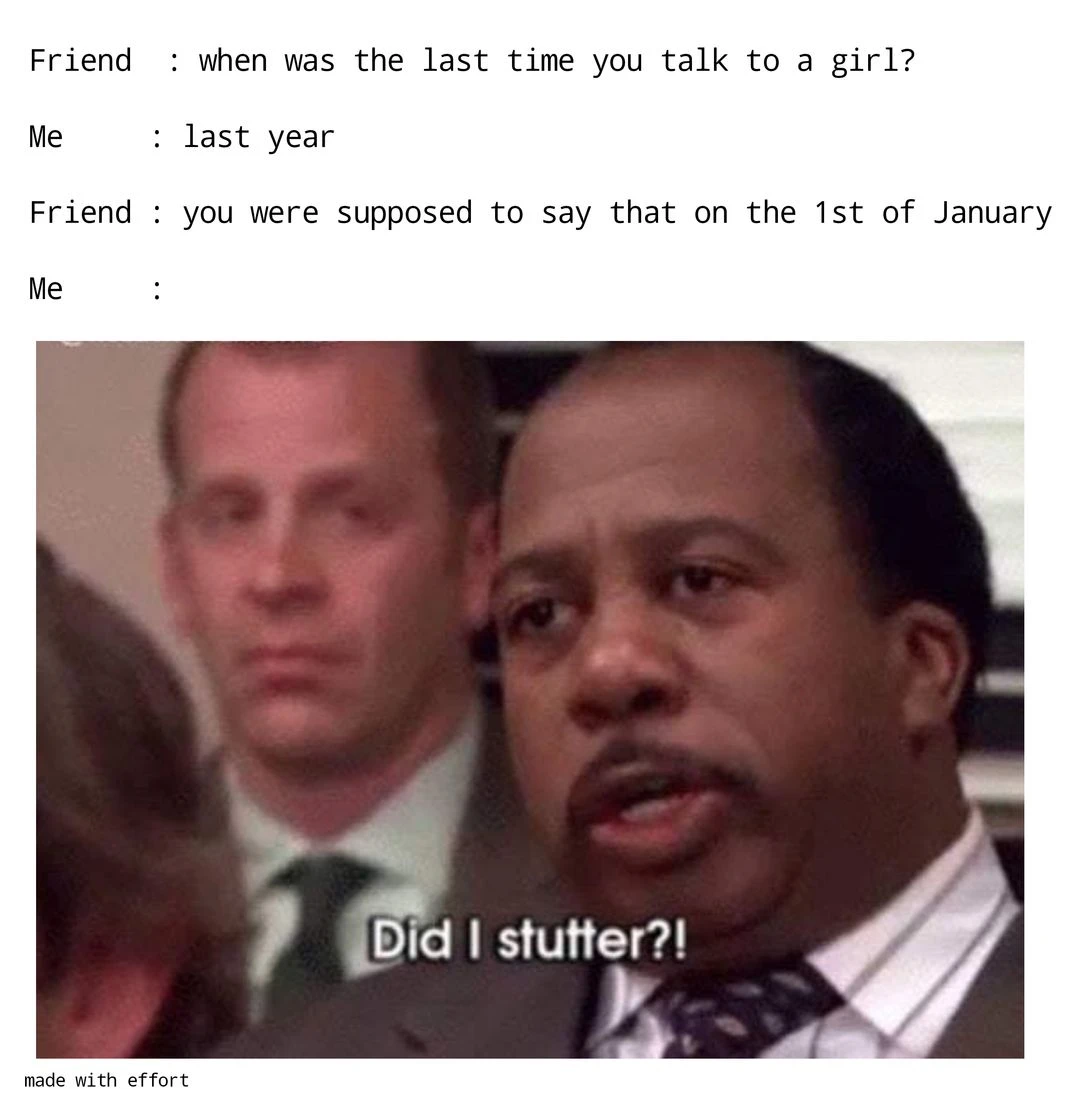 Friend : when was the last time you talk to a girl?
Me : last year
Friend : you were supposed to say that on the 1st of January
Me :
Did I stutter?!
made with effort